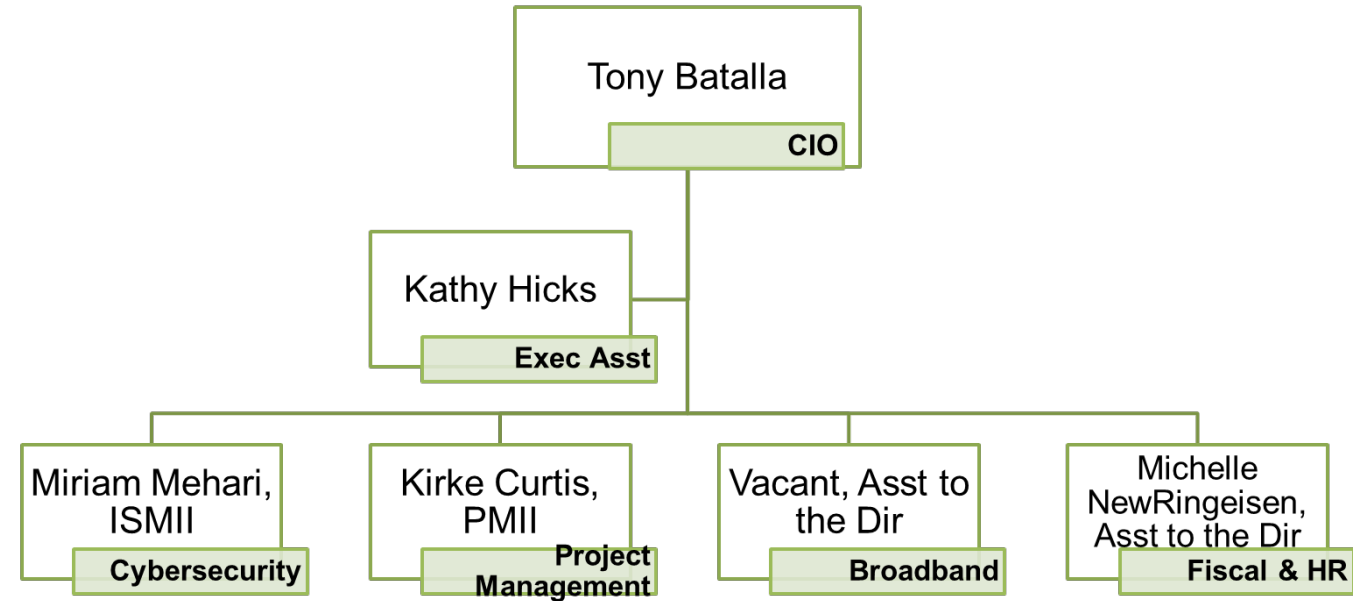 Tony Batalla
CIO
Kathy Hicks
Exec Asst
Miriam Mehari,
ISMII
Cybersecurity
Kirke Curtis,
PMII
Project
Management
Vacant, Asst to
the Dir
Broadband
Michelle
NewRingeisen,
Asst to the Dir
Fiscal & HR